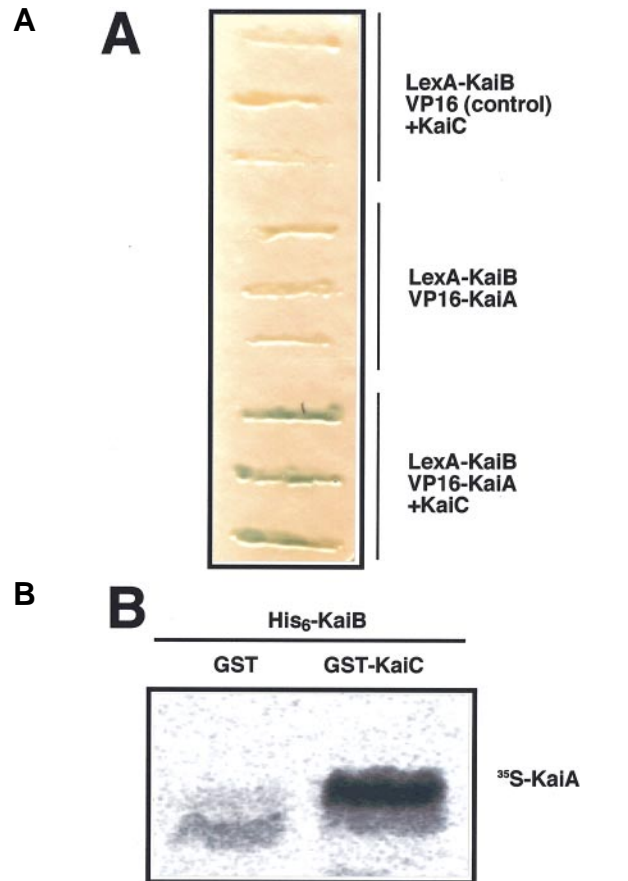 A
A
LexA-KaiB
VP16 (control)
+KaiC
LexA-KaiB
VP16-KaiA
LexA-KaiB
VP16-KaiA
+KaiC
B
B
His₆-KaiB
GST GST-KaiC
³⁵S-KaiA